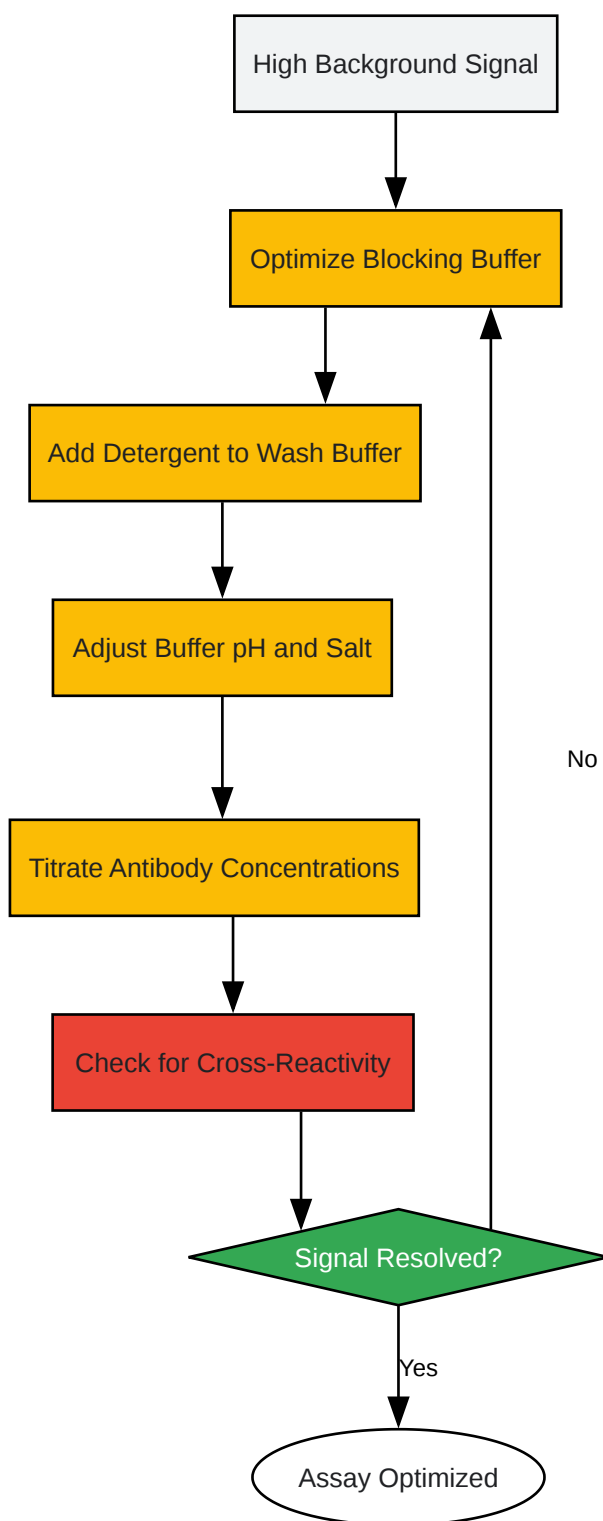 High Background Signal
Optimize Blocking Buffer
Add Detergent to Wash Buffer
Adjust Buffer pH and Salt
No
Titrate Antibody Concentrations
Check for Cross-Reactivity
Signal Resolved?
Yes
Assay Optimized